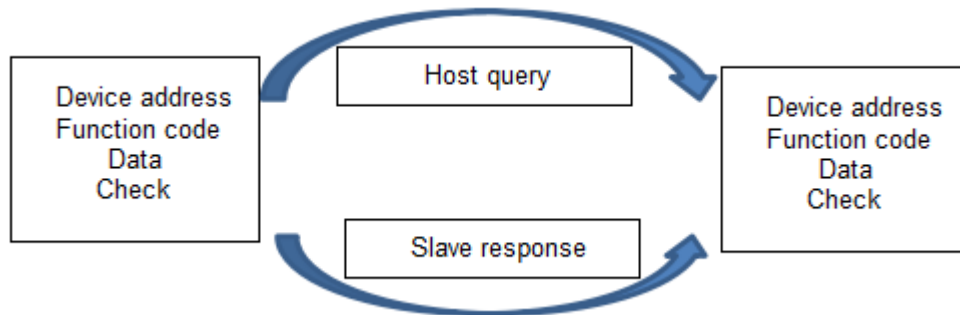 Host query
Device address
Function code
Data
Check
Device address
Function code
Data
Check
Slave response